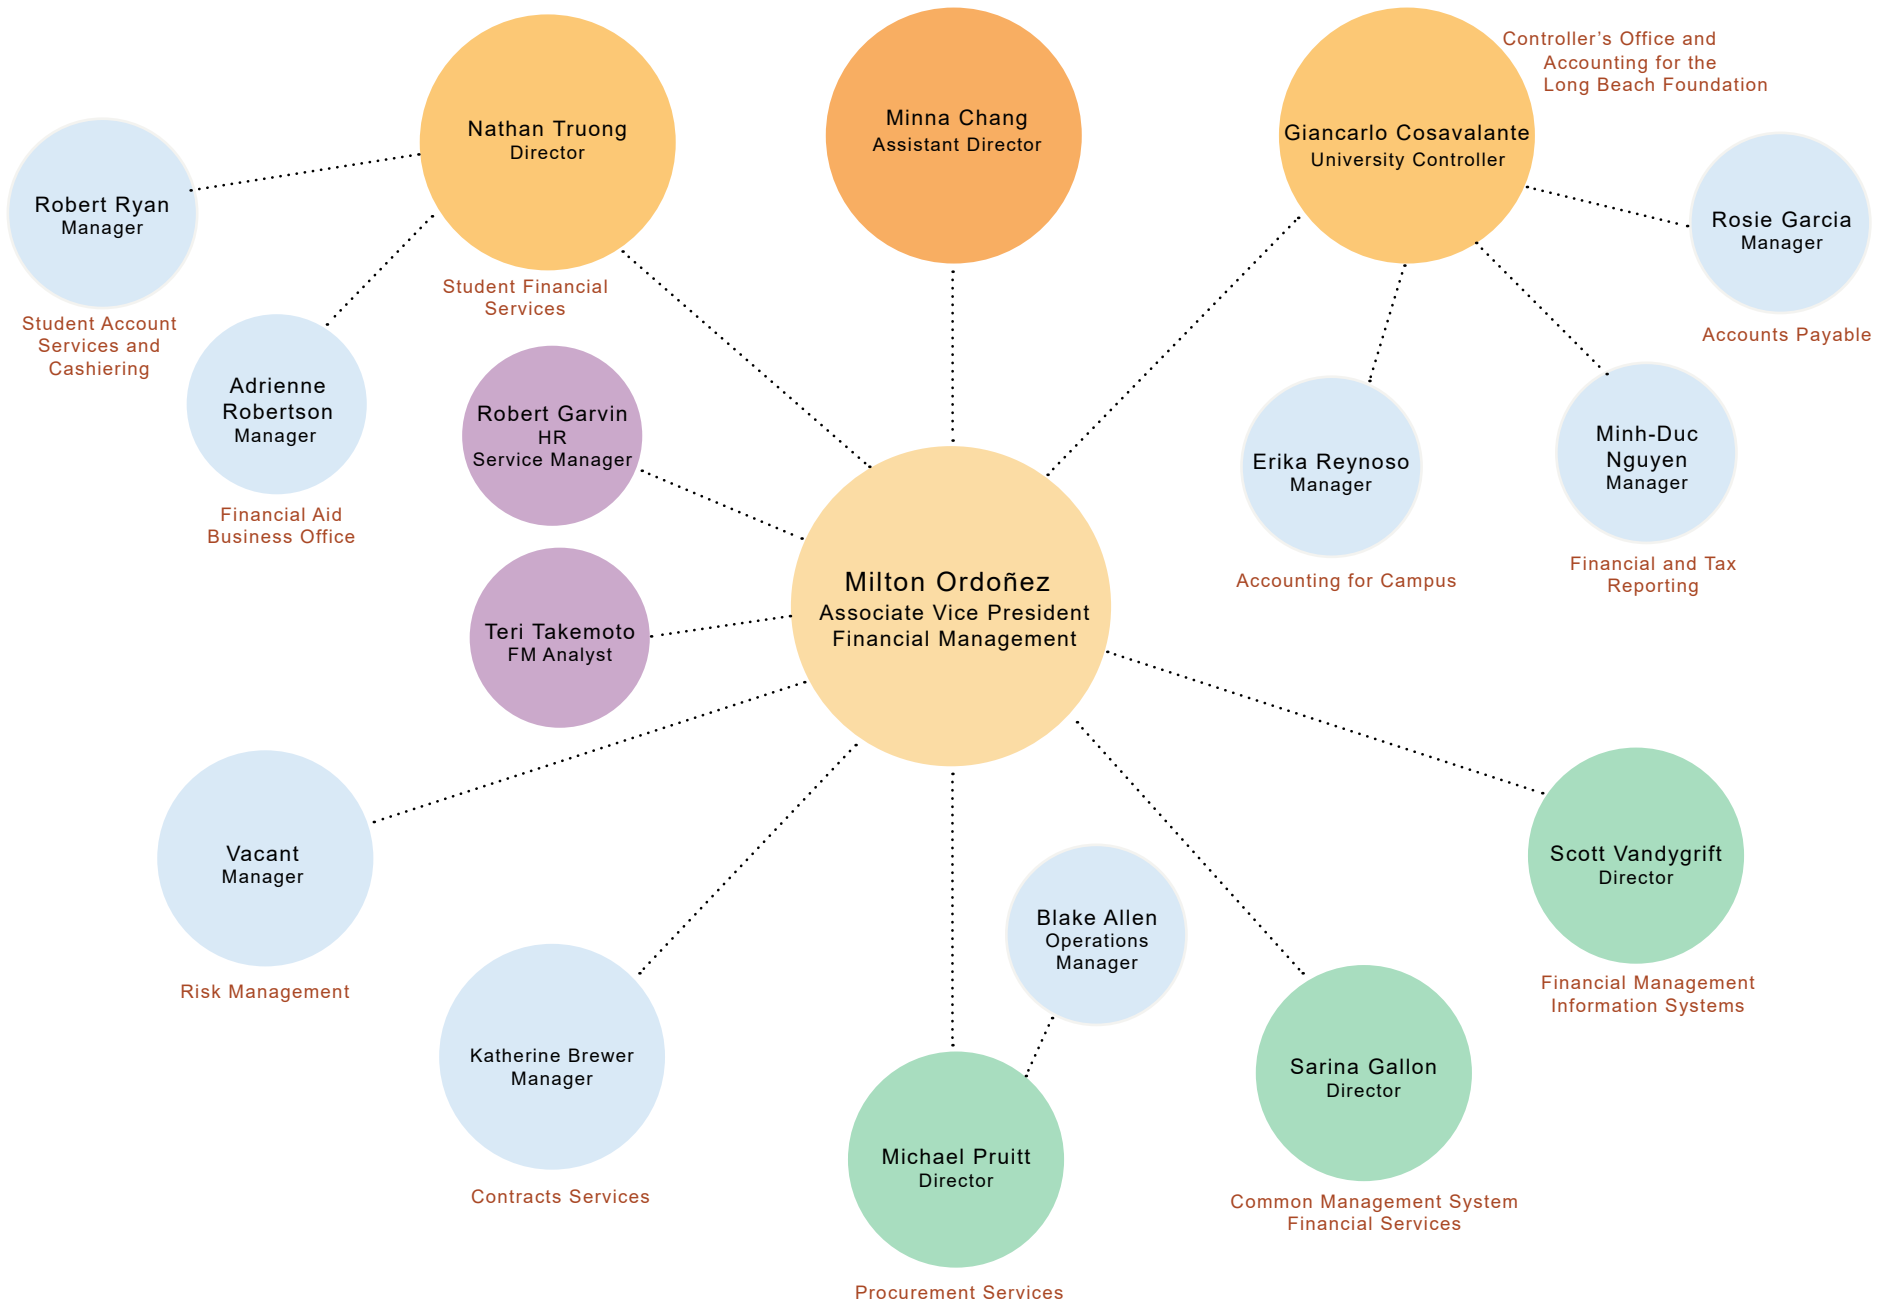 Nathan Truong
Director
Student Financial
Services
Minna Chang
Assistant Director
Giancarlo Cosavalante
University Controller
Controller’s Office and
Accounting for the
Long Beach Foundation
Robert Ryan
Manager
Student Account
Services and
Cashiering
Adrienne
Robertson
Manager
Financial Aid
Business Office
Rosie Garcia
Manager
Accounts Payable
Erika Reynoso
Manager
Accounting for Campus
Minh-Duc
Nguyen
Manager
Financial and Tax
Reporting
Robert Garvin
HR
Service Manager
Teri Takemoto
FM Analyst
Milton Ordoñez
Associate Vice President
Financial Management
Vacant
Manager
Risk Management
Katherine Brewer
Manager
Contracts Services
Blake Allen
Operations
Manager
Michael Pruitt
Director
Procurement Services
Sarina Gallon
Director
Common Management System
Financial Services
Scott Vandygrift
Director
Financial Management
Information Systems